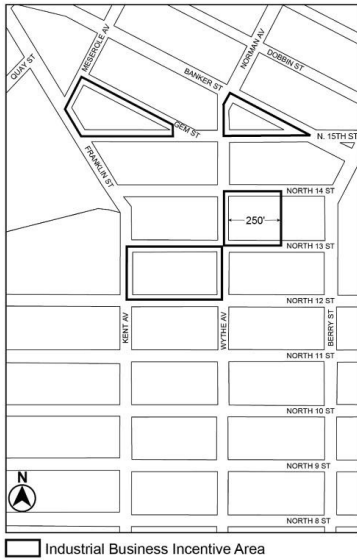 MESEROLE AV
NORMAN AV
DOBBIN ST
QUAY ST
BANKER ST
GEM ST
N. 15TH ST
FRANKLIN ST
NORTH 14 ST
250'
NORTH 13 ST
NORTH 12 ST
KENT AV
WYTHE AV
BERRY ST
NORTH 11 ST
NORTH 10 ST
NORTH 9 ST
N
NORTH 8 ST
Industrial Business Incentive Area